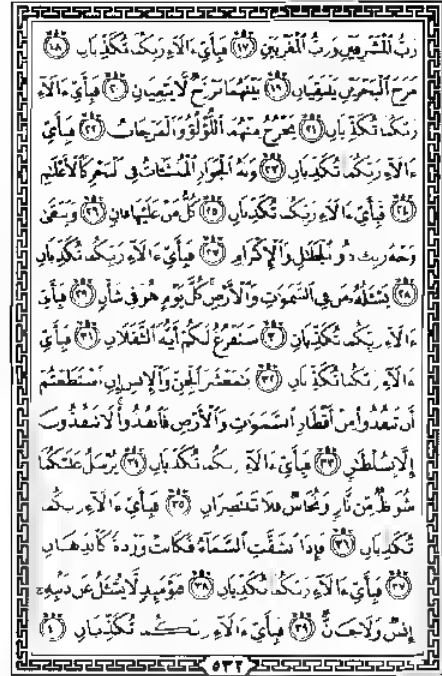 رَبُّ ٱلْمَشْرِقَيْنِ وَرَبُّ ٱلْمَغْرِبَيْنِ ١٧ فَبِأَيِّ ءَالَآءِ رَبِّكُمَا تُكَذِّبَانِ ١٨
مَرَجَ ٱلْبَحْرَيْنِ يَلْتَقِيَانِ ١٩ بَيْنَهُمَا بَرْزَخٌ لَّا يَبْغِيَانِ ٢٠ فَبِأَيِّ ءَالَآءِ
رَبِّكُمَا تُكَذِّبَانِ ٢١ يَخْرُجُ مِنْهُمَا ٱللُّؤْلُؤُ وَٱلْمَرْجَانُ ٢٢ فَبِأَيِّ
ءَالَآءِ رَبِّكُمَا تُكَذِّبَانِ ٢٣ وَلَهُ ٱلْجَوَارِ ٱلْمُنشَـَٔاتُ فِي ٱلْبَحْرِ كَٱلْأَعْلَٰمِ
٢٤ فَبِأَيِّ ءَالَآءِ رَبِّكُمَا تُكَذِّبَانِ ٢٥ كُلُّ مَنْ عَلَيْهَا فَانٍ ٢٦ وَيَبْقَىٰ
وَجْهُ رَبِّكَ ذُو ٱلْجَلَٰلِ وَٱلْإِكْرَامِ ٢٧ فَبِأَيِّ ءَالَآءِ رَبِّكُمَا تُكَذِّبَانِ
٢٨ يَسْـَٔلُهُۥ مَن فِي ٱلسَّمَٰوَٰتِ وَٱلْأَرْضِ كُلَّ يَوْمٍ هُوَ فِي شَأْنٍ ٢٩ فَبِأَيِّ
ءَالَآءِ رَبِّكُمَا تُكَذِّبَانِ ٣٠ سَنَفْرُغُ لَكُمْ أَيُّهَ ٱلثَّقَلَانِ ٣١ فَبِأَيِّ
ءَالَآءِ رَبِّكُمَا تُكَذِّبَانِ ٣٢ يَٰمَعْشَرَ ٱلْجِنِّ وَٱلْإِنسِ إِنِ ٱسْتَطَعْتُمْ
أَن تَنفُذُوا۟ مِنْ أَقْطَارِ ٱلسَّمَٰوَٰتِ وَٱلْأَرْضِ فَٱنفُذُوا۟ لَا تَنفُذُونَ
إِلَّا بِسُلْطَٰنٍ ٣٣ فَبِأَيِّ ءَالَآءِ رَبِّكُمَا تُكَذِّبَانِ ٣٤ يُرْسَلُ عَلَيْكُمَا
شُوَاظٌ مِّن نَّارٍ وَنُحَاسٌ فَلَا تَنتَصِرَانِ ٣٥ فَبِأَيِّ ءَالَآءِ رَبِّكُمَا
تُكَذِّبَانِ ٣٦ فَإِذَا ٱنشَقَّتِ ٱلسَّمَآءُ فَكَانَتْ وَرْدَةً كَٱلدِّهَانِ
٣٧ فَبِأَيِّ ءَالَآءِ رَبِّكُمَا تُكَذِّبَانِ ٣٨ فَيَوْمَئِذٍ لَّا يُسْـَٔلُ عَن ذَنۢبِهِۦٓ
إِنسٌ وَلَا جَآنٌّ ٣٩ فَبِأَيِّ ءَالَآءِ رَبِّكُمَا تُكَذِّبَانِ ٤٠
٥٣٢